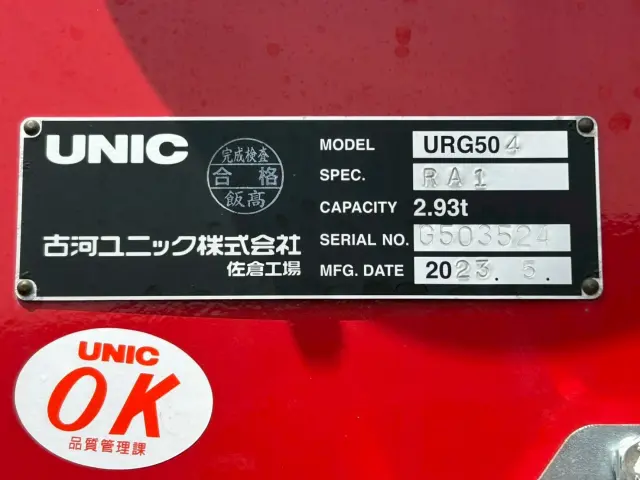 UNIC
完成検査
合格
飯髙
古河ユニック株式会社
佐倉工場
MODEL URG504
SPEC. RA1
CAPACITY 2.93t
SERIAL NO. G503524
MFG. DATE 2023. 5.
UNIC
OK
品質管理課